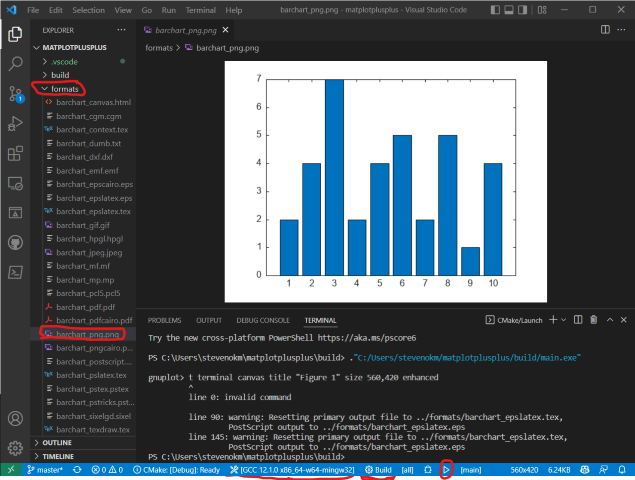 File Edit View Go Run Terminal Help
barchart_png.png - matplotplusplus - Visual Studio Code
EXPLORER
MATPLOTPLUSPLUS
.vscode
build
formats
barchart_canvas.html
barchart_cgm.cgm
barchart_context.tex
barchart_dumb.txt
barchart_dxf.dxf
barchart_emf.emf
barchart_epscairo.eps
barchart_epslatex.eps
barchart_epslatex.tex
barchart_gif.gif
barchart_hpgl.hpgl
barchart_jpeg.jpeg
barchart_mf.mf
barchart_mp.mp
barchart_pcl5.pcl5
barchart_pdf.pdf
barchart_pdfcairo.pdf
barchart_png.png
barchart_pngcairo.p...
barchart_postscript....
barchart_pslatex.tex
barchart_pstex.pstex
barchart_pstricks.pst...
barchart_sixelgd.sixel
barchart_texdraw.tex
OUTLINE
TIMELINE
1
barchart_png.png
formats > barchart_png.png
7
6
5
4
3
2
1
0
1 2 3 4 5 6 7 8 9 10
PROBLEMS OUTPUT DEBUG CONSOLE TERMINAL
CMake/Launch
Try the new cross-platform PowerShell https://aka.ms/pscore6
PS C:\Users\stevenokm\matplotplusplus\build> ."C:/Users/stevenokm/matplotplusplus/build/main.exe"
gnuplot> t terminal canvas title "Figure 1" size 560,420 enhanced
^
line 0: invalid command
line 90: warning: Resetting primary output file to ../formats/barchart_epslatex.tex,
PostScript output to ../formats/barchart_epslatex.eps
line 145: warning: Resetting primary output file to ../formats/barchart_epslatex.tex,
PostScript output to ../formats/barchart_epslatex.eps
PS C:\Users\stevenokm\matplotplusplus\build>
master* 0 0 CMake: [Debug]: Ready [GCC 12.1.0 x86_64-w64-mingw32] Build [all] [main] 560x420 6.24KB